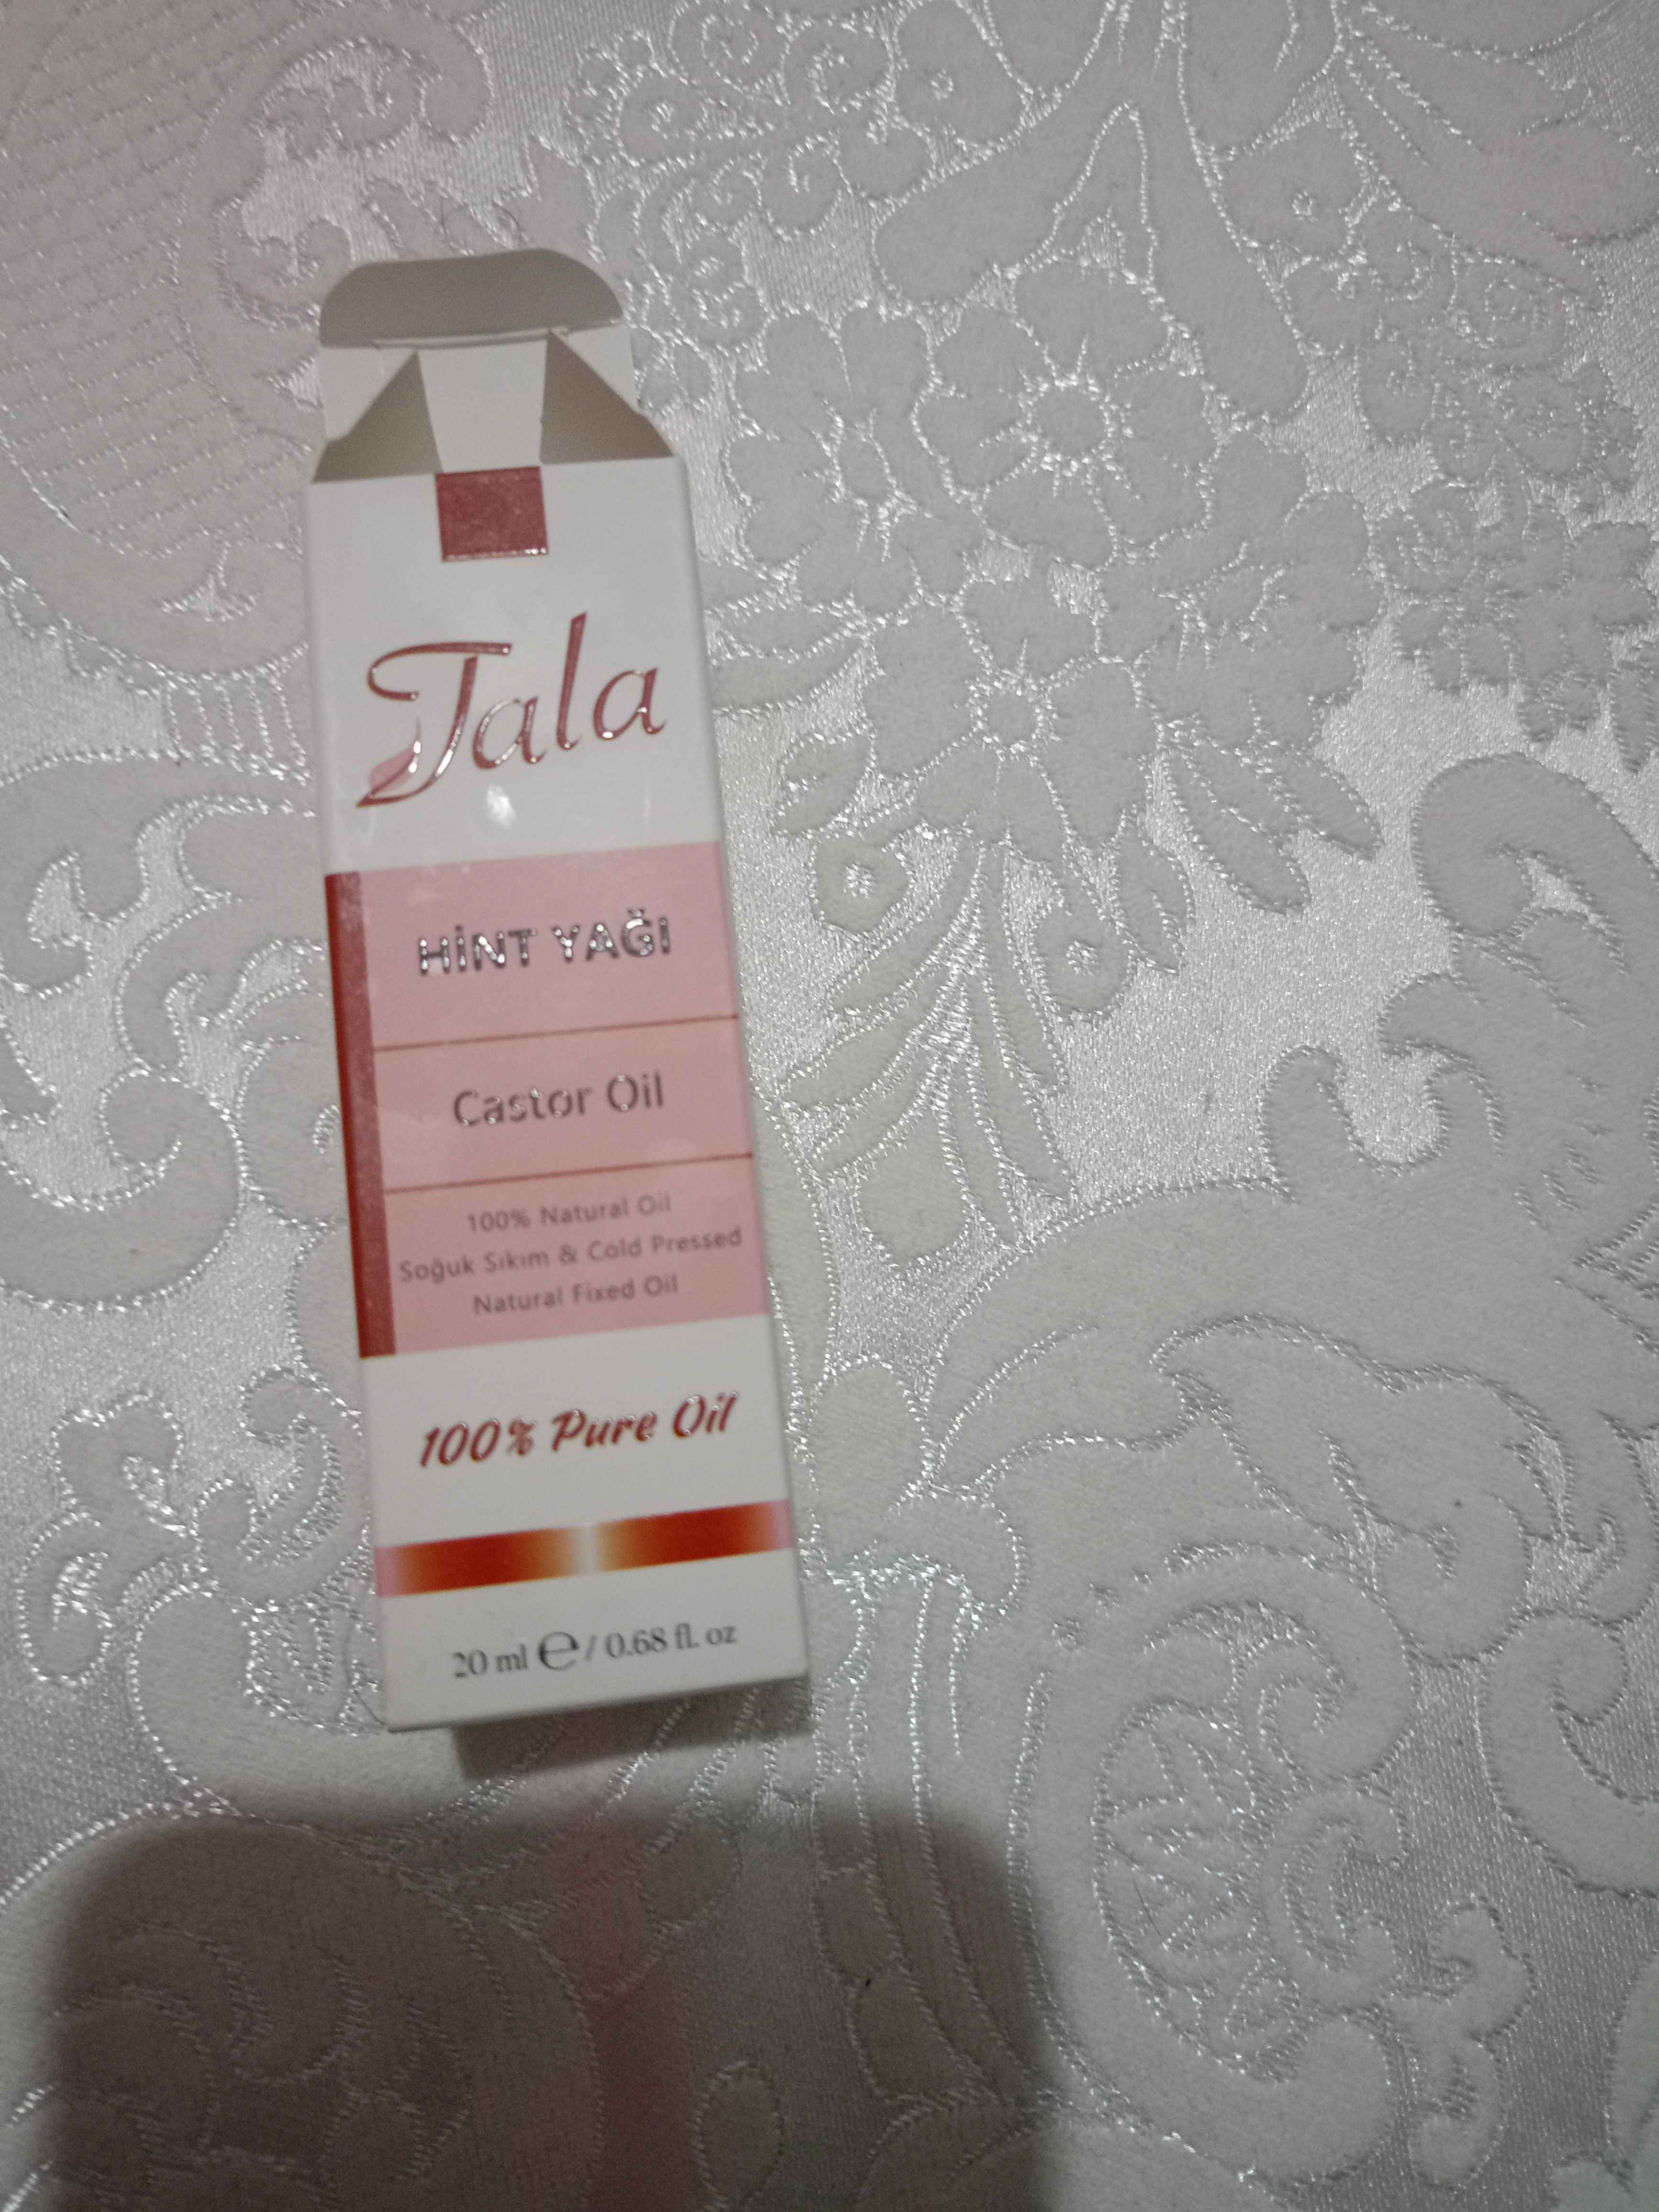 Tala
HİNT YAĞI
Castor Oil
100% Natural Oil
Soğuk Sıkım & Cold Pressed
Natural Fixed Oil
100% Pure Oil
20 ml ℮ / 0.68 fl. oz